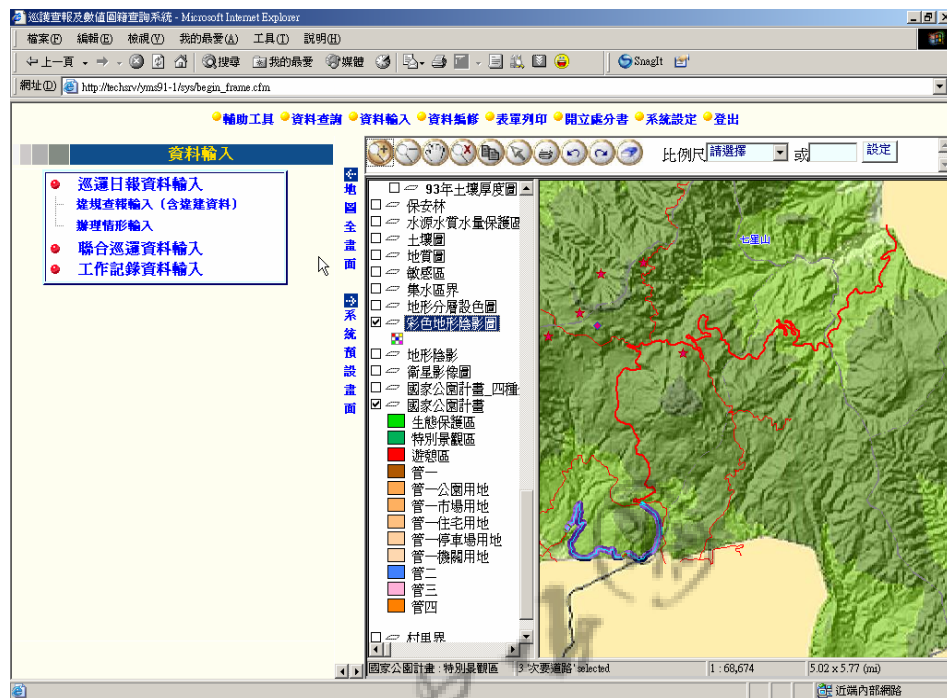 巡護查報及數值圖籍查詢系統 - Microsoft Internet Explorer
檔案(F) 編輯(E) 檢視(V) 我的最愛(A) 工具(T) 說明(H)
上一頁 搜尋 我的最愛 媒體 SnagIt
網址(D) http://techsrv/yms91-1/sys/begin_frame.cfm
輔助工具 資料查詢 資料輸入 資料編修 表單列印 開立處分書 系統設定 登出
資料輸入
巡邏日報資料輸入
違規查報輸入（含違建資料）
辦理情形輸入
聯合巡邏資料輸入
工作記錄資料輸入
地圖全畫面
系統預設畫面
比例尺 請選擇 或 設定
93年土壤厚度圖
保安林
水源水質水量保護區
土壤圖
地質圖
敏感區
集水區界
地形分層設色圖
彩色地形陰影圖
地形陰影
衛星影像圖
國家公園計畫_四種
國家公園計畫
生態保護區
特別景觀區
遊憩區
管一
管一公園用地
管一市場用地
管一住宅用地
管一停車場用地
管一機關用地
管二
管三
管四
村里界
七星山
國家公園計畫 : 特別景觀區 3 '次要道路' selected 1 : 68,674 5.02 x 5.77 (mi)
近端內部網路